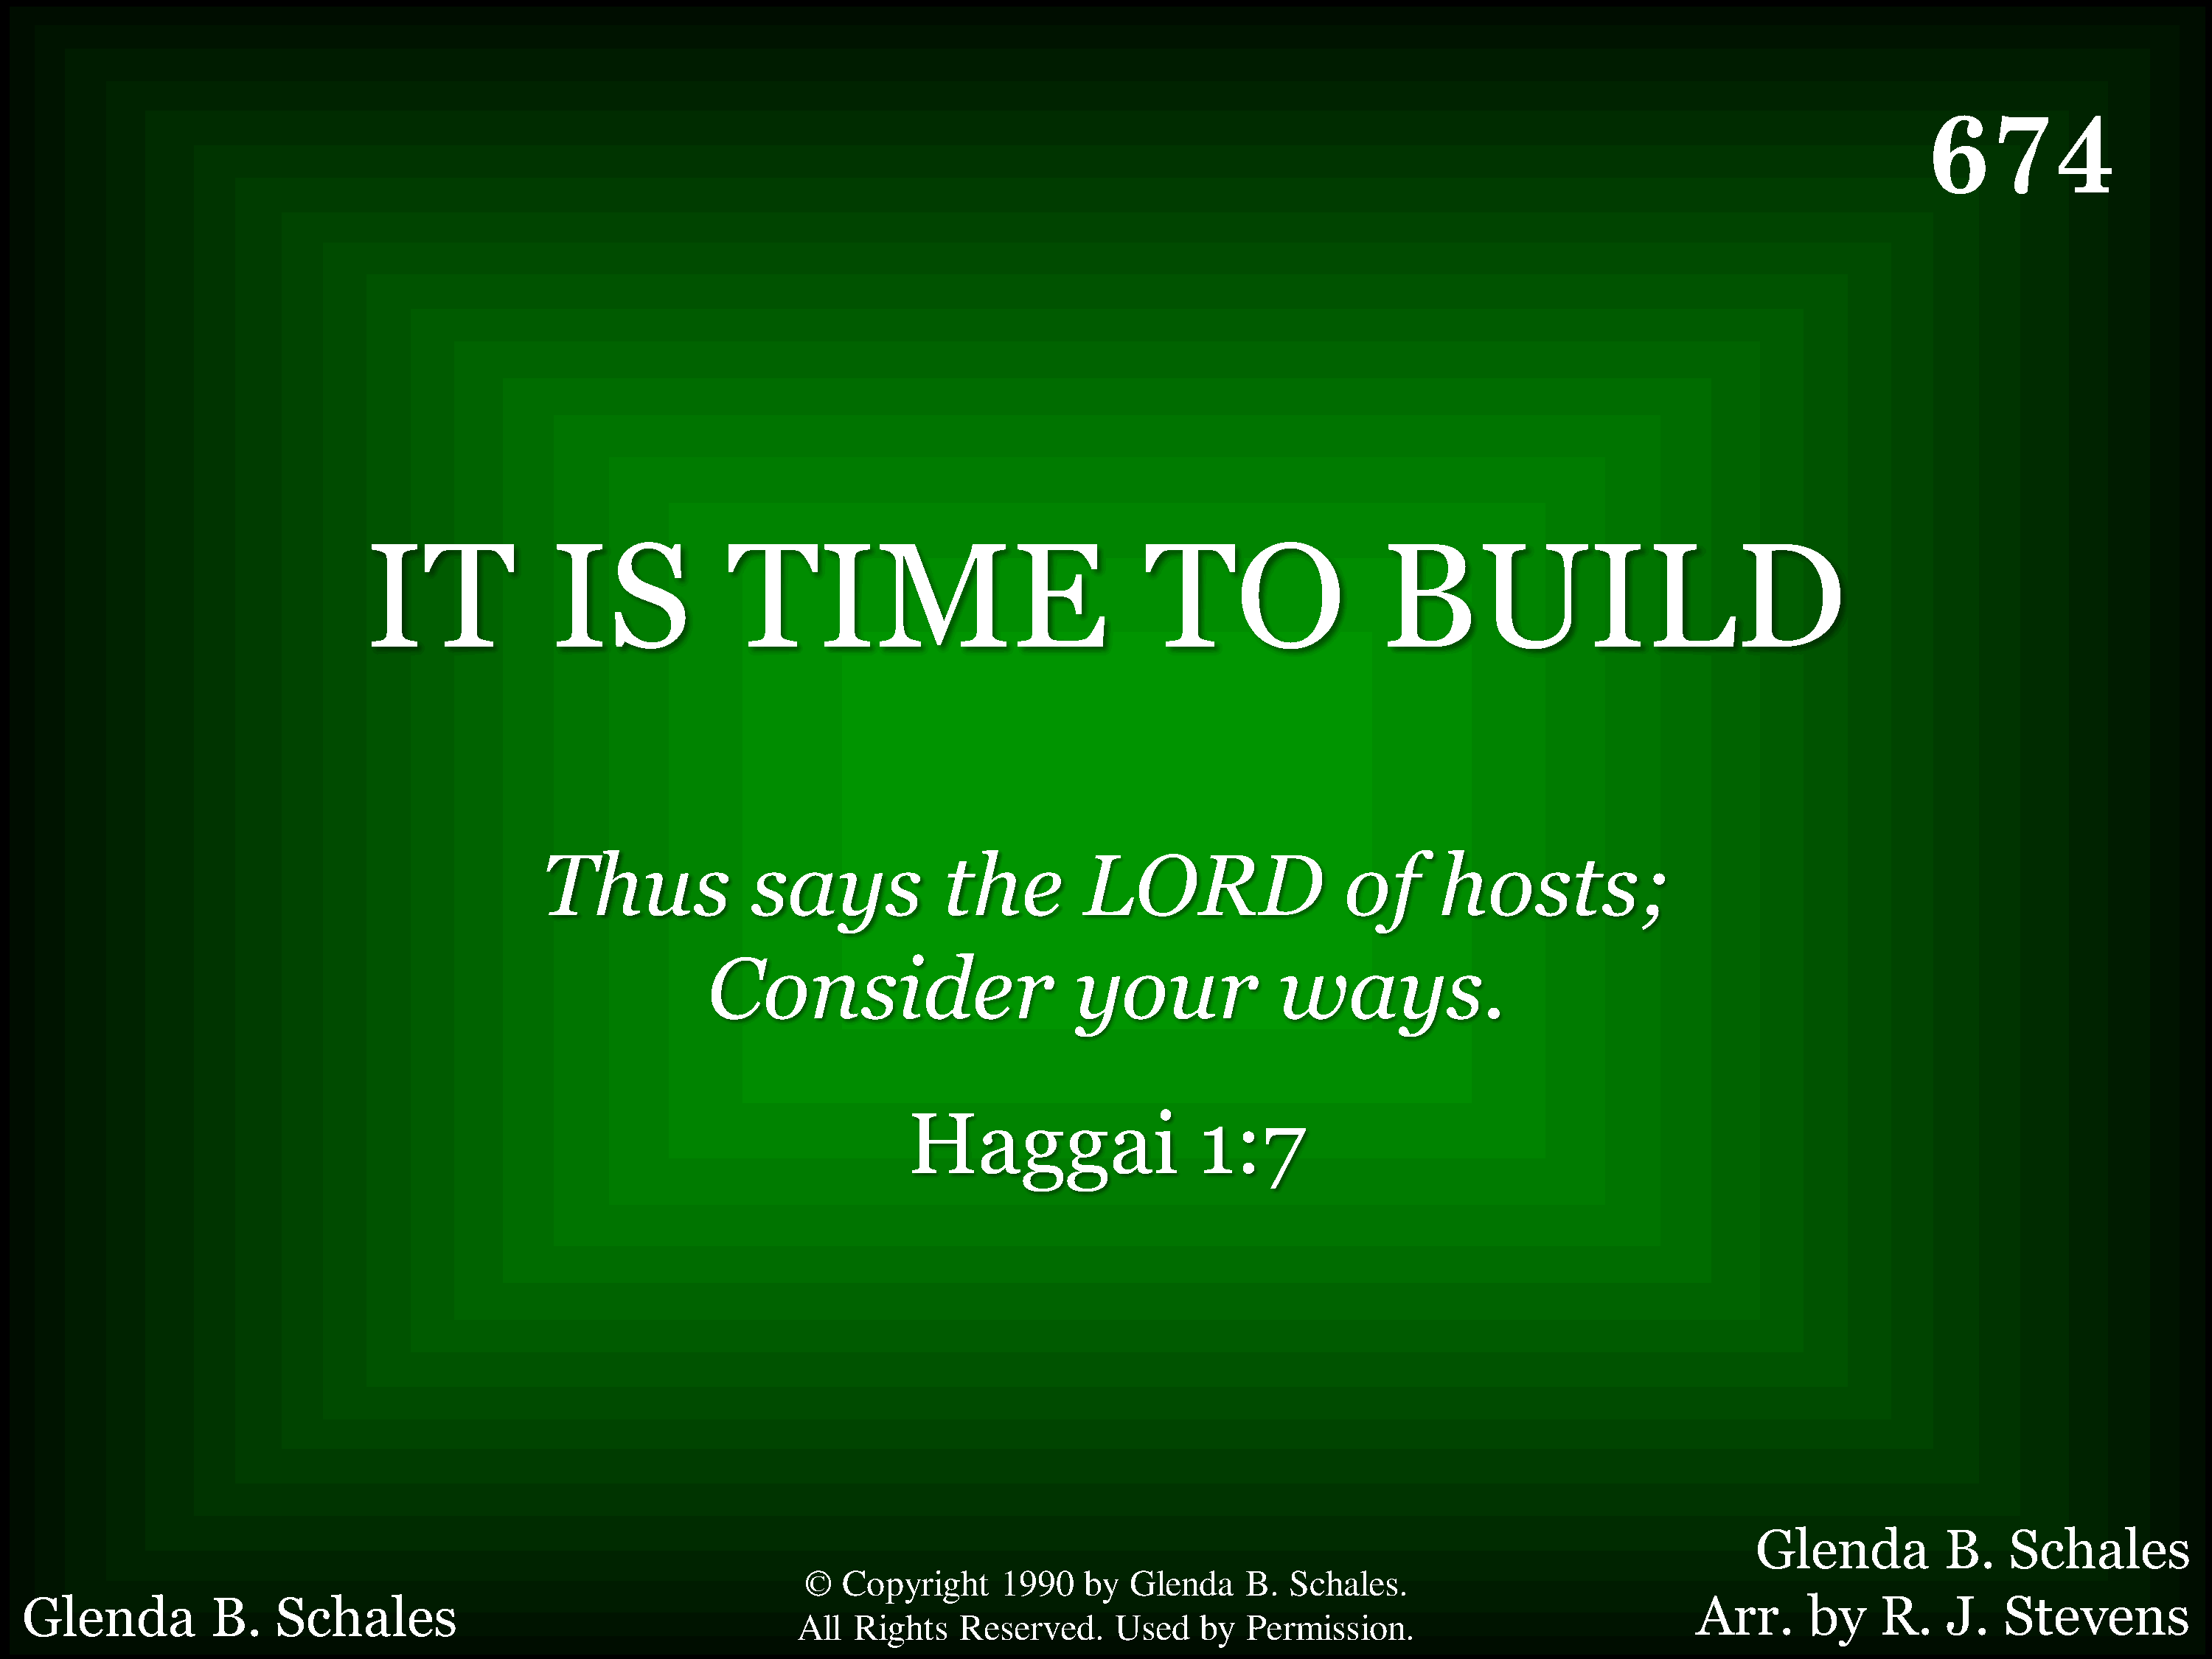 674
IT IS TIME TO BUILD
Thus says the LORD of hosts;
Consider your ways.
Haggai 1:7
Glenda B. Schales
© Copyright 1990 by Glenda B. Schales.
All Rights Reserved. Used by Permission.
Glenda B. Schales
Arr. by R. J. Stevens